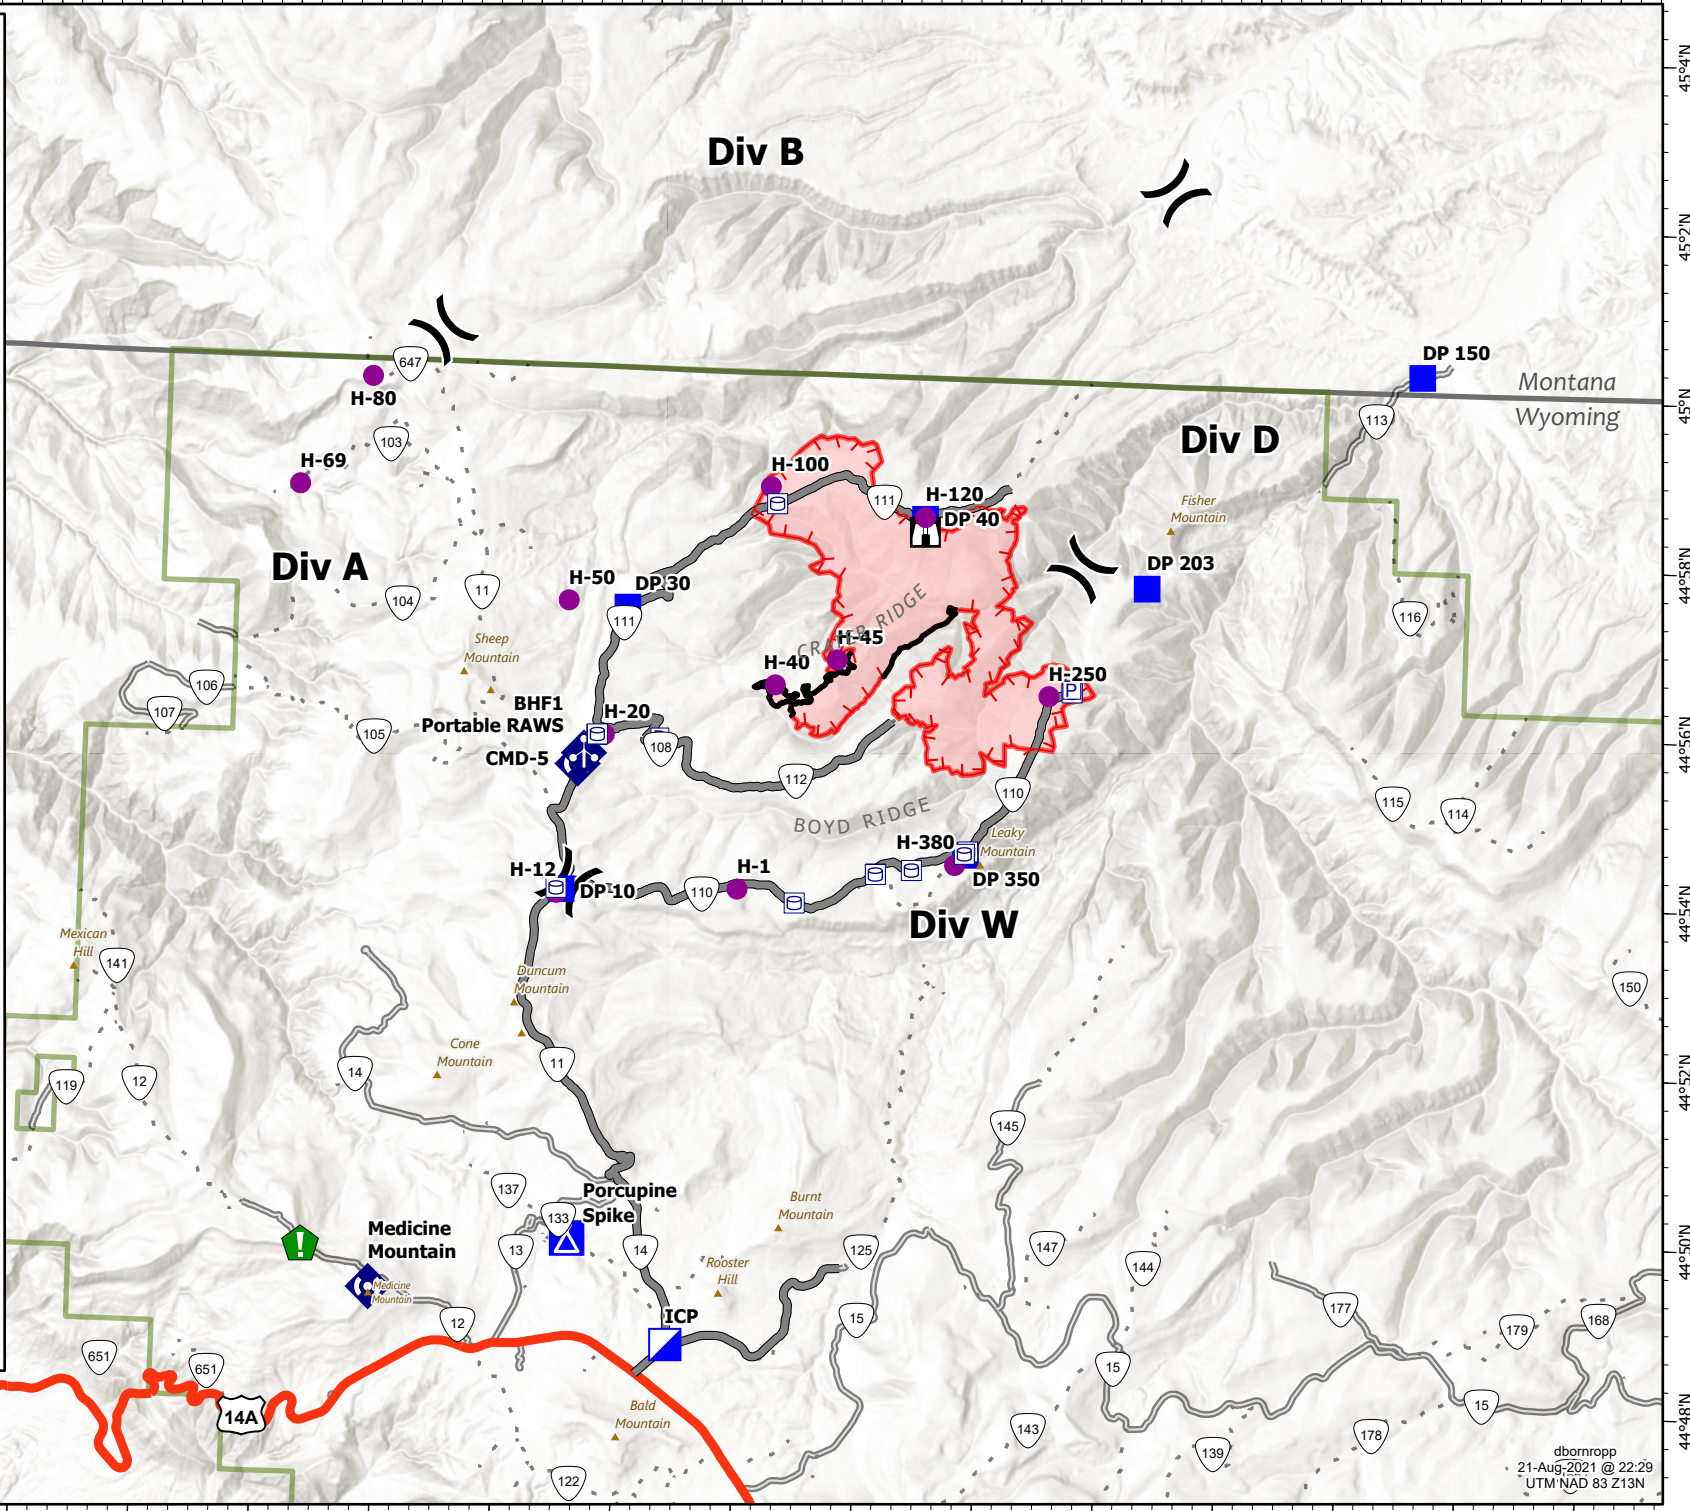 45°4'N
Div B
45°2'N
DP 150
647
Montana
H-80
45°0'N
Wyoming
113
103
Div D
H-69
H-100
111
H-120
DP 40
Fisher
Mountain
Div A
44°58'N
DP 203
H-50
DP 30
11
104
111
116
CRATER RIDGE
H-45
Sheep
Mountain
H-40
H-250
P
106
107
BHF1
Portable RAWS
H-20
105
108
CMD-5
44°56'N
112
110
115
114
BOYD RIDGE
Leaky
Mountain
H-380
H-12
H-1
DP 350
DP 10
110
44°54'N
Div W
Mexican
Hill
141
Duncum
Mountain
150
Cone
Mountain
11
14
12
119
44°52'N
145
137
Porcupine
Spike
133
Burnt
Mountain
Medicine
Mountain
13
14
125
147
44°50'N
144
Rooster
Hill
Medicine
Mountain
12
ICP
15
177
168
179
651
651
15
14A
Bald
Mountain
15
44°48'N
143
178
139
122
dbornropp
21-Aug-2021 @ 22:29
UTM NAD 83 Z13N